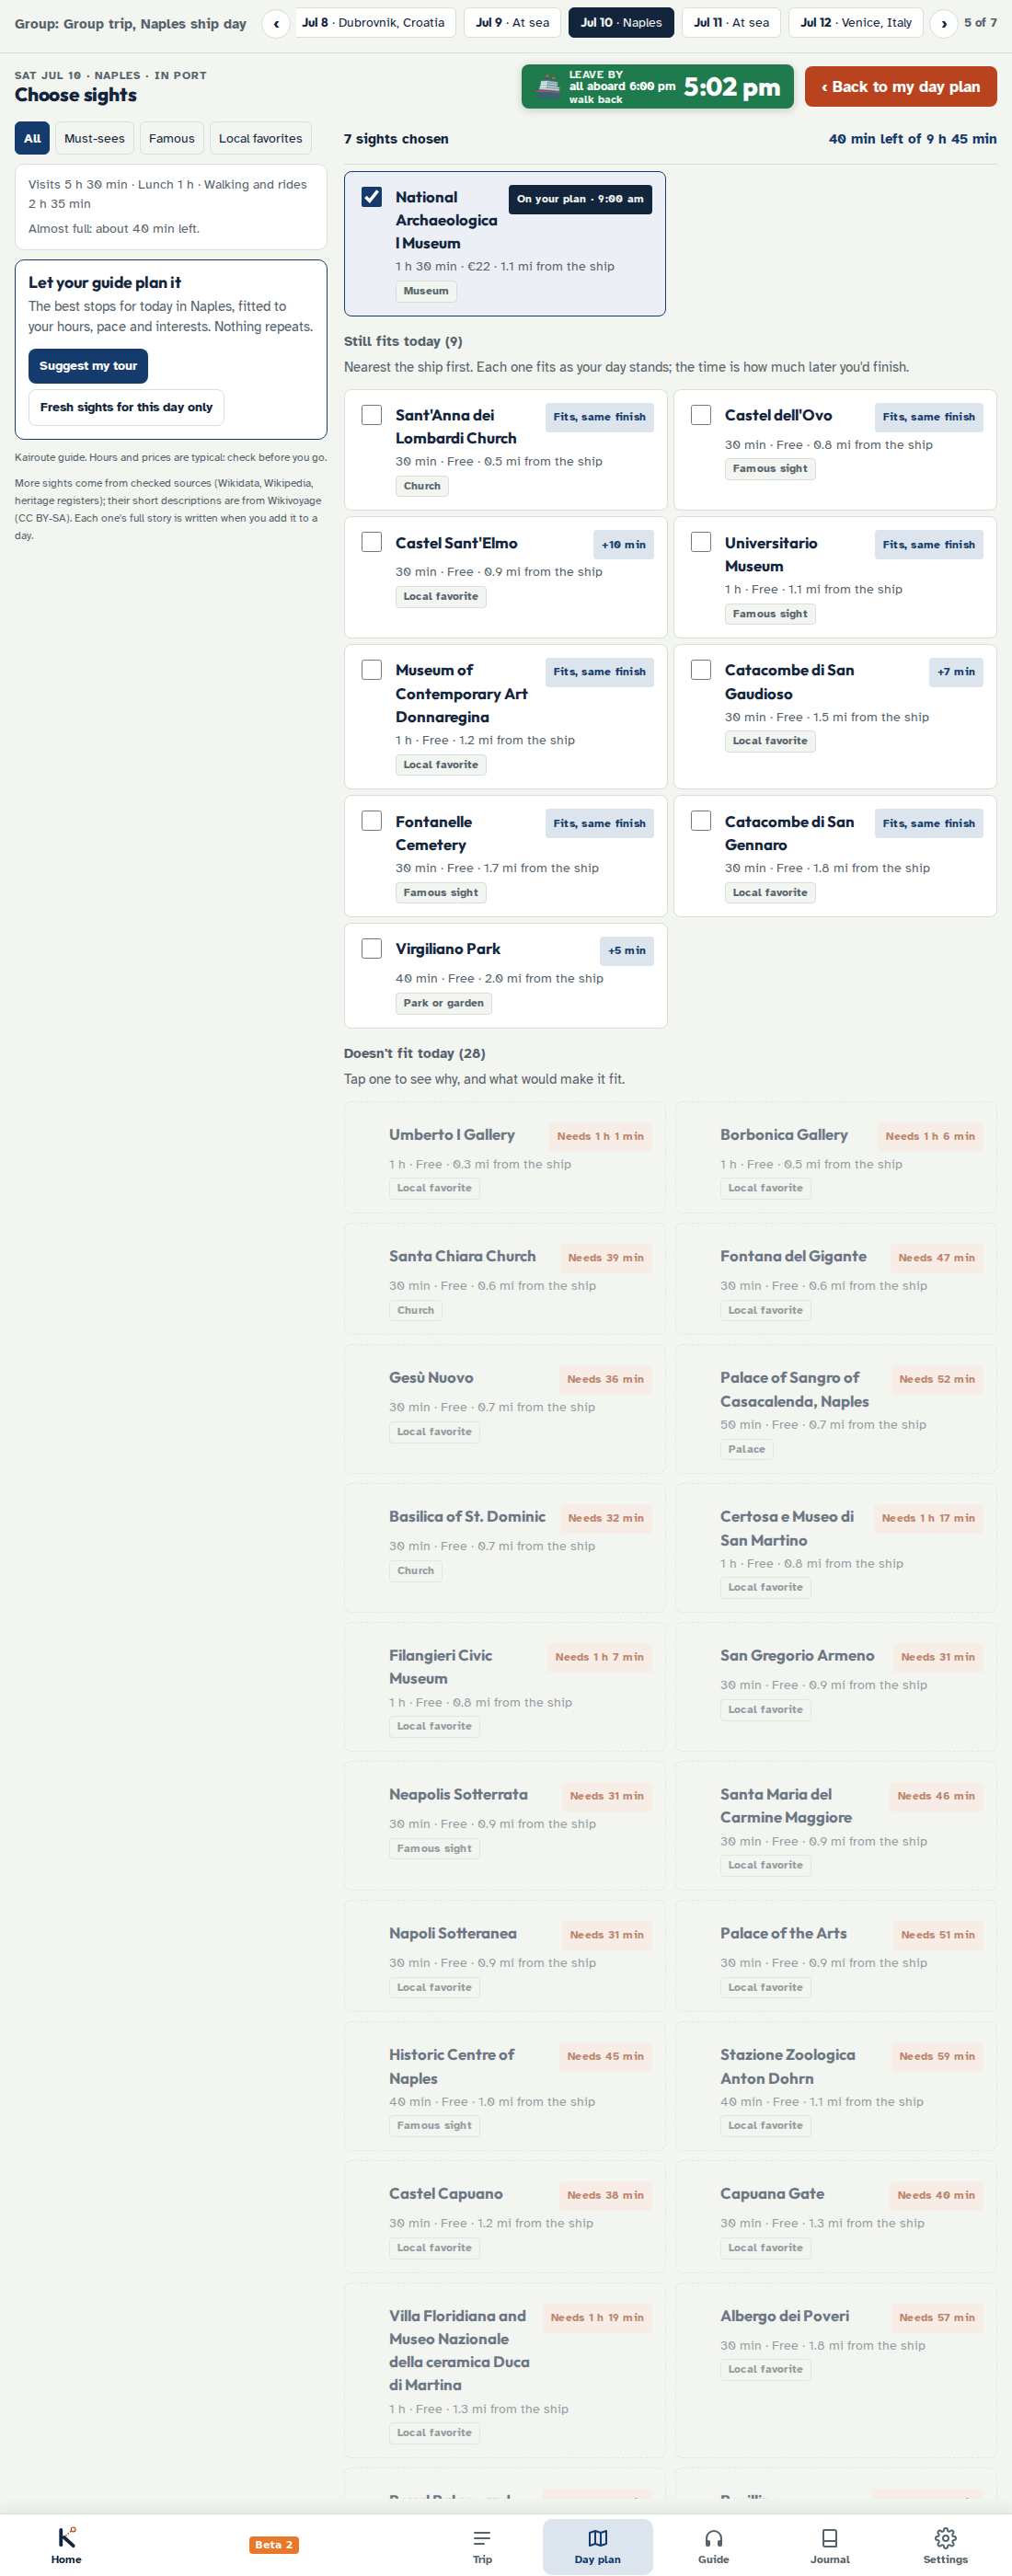 Group: Group trip, Naples ship day
‹
Jul 8 · Dubrovnik, Croatia
Jul 9 · At sea
Jul 10 · Naples
Jul 11 · At sea
Jul 12 · Venice, Italy
›
5 of 7
SAT JUL 10 · NAPLES · IN PORT
Choose sights
LEAVE BY
all aboard 6:00 pm
walk back
5:02 pm
‹ Back to my day plan
All
Must-sees
Famous
Local favorites
Visits 5 h 30 min · Lunch 1 h · Walking and rides
2 h 35 min
Almost full: about 40 min left.
Let your guide plan it
The best stops for today in Naples, fitted to
your hours, pace and interests. Nothing repeats.
Suggest my tour
Fresh sights for this day only
Kairoute guide. Hours and prices are typical: check before you go.
More sights come from checked sources (Wikidata, Wikipedia,
heritage registers); their short descriptions are from Wikivoyage
(CC BY-SA). Each one's full story is written when you add it to a
day.
7 sights chosen
40 min left of 9 h 45 min
National
Archaeologica
l Museum
On your plan · 9:00 am
1 h 30 min · €22 · 1.1 mi from the ship
Museum
Still fits today (9)
Nearest the ship first. Each one fits as your day stands; the time is how much later you'd finish.
Sant'Anna dei
Lombardi Church
Fits, same finish
30 min · Free · 0.5 mi from the ship
Church
Castel dell'Ovo
Fits, same finish
30 min · Free · 0.8 mi from the ship
Famous sight
Castel Sant'Elmo
+10 min
30 min · Free · 0.9 mi from the ship
Local favorite
Universitario
Museum
Fits, same finish
1 h · Free · 1.1 mi from the ship
Famous sight
Museum of
Contemporary Art
Donnaregina
Fits, same finish
1 h · Free · 1.2 mi from the ship
Local favorite
Catacombe di San
Gaudioso
+7 min
30 min · Free · 1.5 mi from the ship
Local favorite
Fontanelle
Cemetery
Fits, same finish
30 min · Free · 1.7 mi from the ship
Famous sight
Catacombe di San
Gennaro
Fits, same finish
30 min · Free · 1.8 mi from the ship
Local favorite
Virgiliano Park
+5 min
40 min · Free · 2.0 mi from the ship
Park or garden
Doesn't fit today (28)
Tap one to see why, and what would make it fit.
Umberto I Gallery
Needs 1 h 1 min
1 h · Free · 0.3 mi from the ship
Local favorite
Borbonica Gallery
Needs 1 h 6 min
1 h · Free · 0.5 mi from the ship
Local favorite
Santa Chiara Church
Needs 39 min
30 min · Free · 0.6 mi from the ship
Church
Fontana del Gigante
Needs 47 min
30 min · Free · 0.6 mi from the ship
Local favorite
Gesù Nuovo
Needs 36 min
30 min · Free · 0.7 mi from the ship
Local favorite
Palace of Sangro of
Casacalenda, Naples
Needs 52 min
50 min · Free · 0.7 mi from the ship
Palace
Basilica of St. Dominic
Needs 32 min
30 min · Free · 0.7 mi from the ship
Church
Certosa e Museo di
San Martino
Needs 1 h 17 min
1 h · Free · 0.8 mi from the ship
Local favorite
Filangieri Civic
Museum
Needs 1 h 7 min
1 h · Free · 0.8 mi from the ship
Local favorite
San Gregorio Armeno
Needs 31 min
30 min · Free · 0.9 mi from the ship
Local favorite
Neapolis Sotterrata
Needs 31 min
30 min · Free · 0.9 mi from the ship
Famous sight
Santa Maria del
Carmine Maggiore
Needs 46 min
30 min · Free · 0.9 mi from the ship
Local favorite
Napoli Sotteranea
Needs 31 min
30 min · Free · 0.9 mi from the ship
Local favorite
Palace of the Arts
Needs 51 min
30 min · Free · 0.9 mi from the ship
Local favorite
Historic Centre of
Naples
Needs 45 min
40 min · Free · 1.0 mi from the ship
Famous sight
Stazione Zoologica
Anton Dohrn
Needs 59 min
40 min · Free · 1.1 mi from the ship
Local favorite
Castel Capuano
Needs 38 min
30 min · Free · 1.2 mi from the ship
Local favorite
Capuana Gate
Needs 40 min
30 min · Free · 1.3 mi from the ship
Local favorite
Villa Floridiana and
Museo Nazionale
della ceramica Duca
di Martina
Needs 1 h 19 min
1 h · Free · 1.3 mi from the ship
Local favorite
Albergo dei Poveri
Needs 57 min
30 min · Free · 1.8 mi from the ship
Local favorite
Home
Beta 2
Trip
Day plan
Guide
Journal
Settings